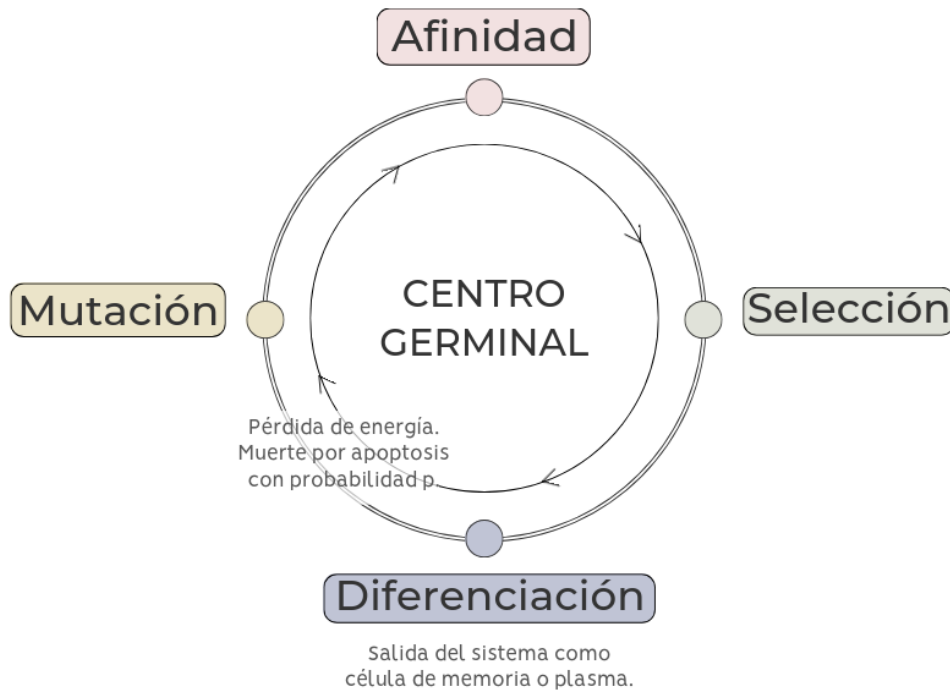 Afinidad
Mutación
CENTRO
GERMINAL
Selección
Pérdida de energía.
Muerte por apoptosis
con probabilidad p.
Diferenciación
Salida del sistema como
célula de memoria o plasma.